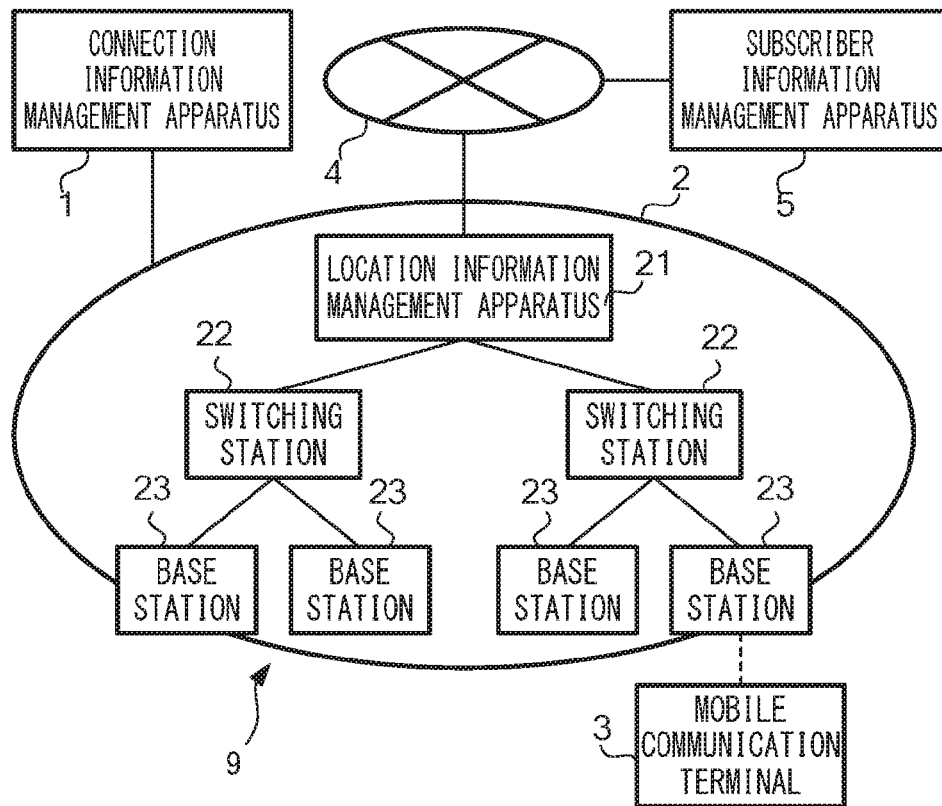 CONNECTION
INFORMATION
MANAGEMENT APPARATUS
1
4
SUBSCRIBER
INFORMATION
MANAGEMENT APPARATUS
5
2
LOCATION INFORMATION
MANAGEMENT APPARATUS
21
22
SWITCHING
STATION
22
SWITCHING
STATION
23
BASE
STATION
23
BASE
STATION
23
BASE
STATION
23
BASE
STATION
9
3
MOBILE
COMMUNICATION
TERMINAL